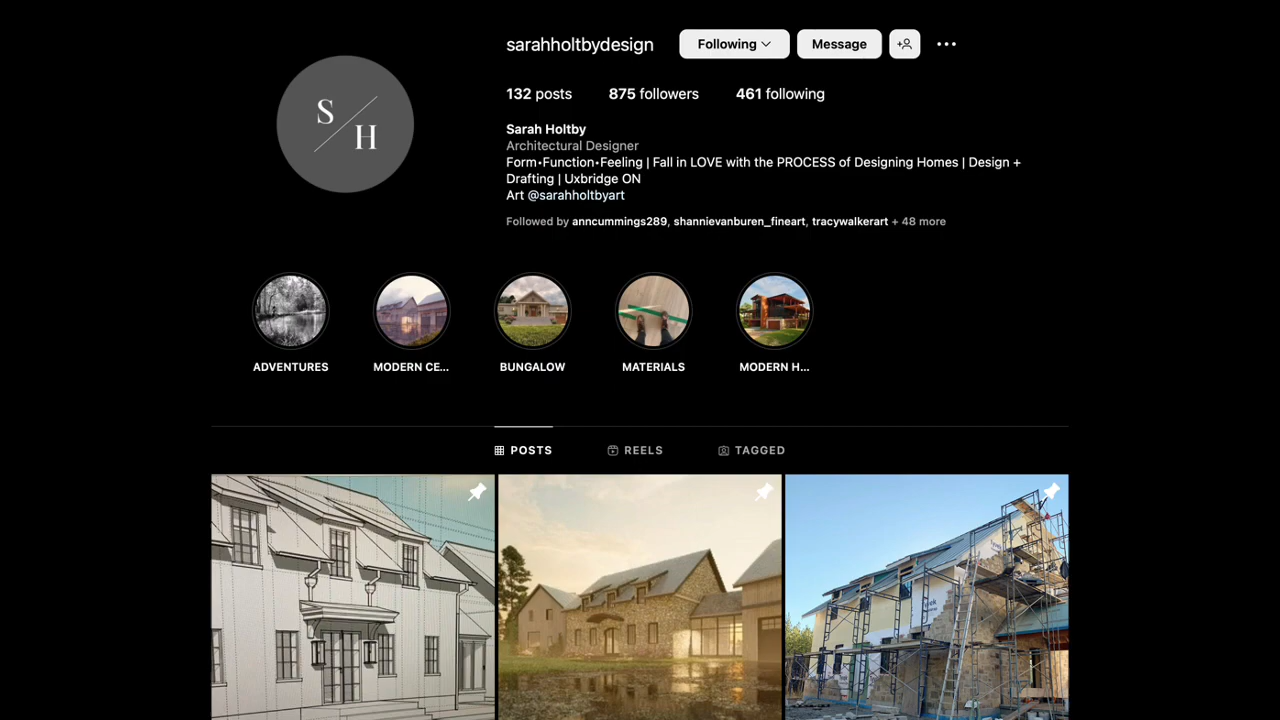 sarahholtbydesign Following Message
132 posts 875 followers 461 following
S
H
Sarah Holtby
Architectural Designer
Form•Function•Feeling | Fall in LOVE with the PROCESS of Designing Homes | Design +
Drafting | Uxbridge ON
Art @sarahholtbyart
Followed by anncummings289, shannievanburen_fineart, tracywalkerart + 48 more
ADVENTURES MODERN CE... BUNGALOW MATERIALS MODERN H...
POSTS REELS TAGGED